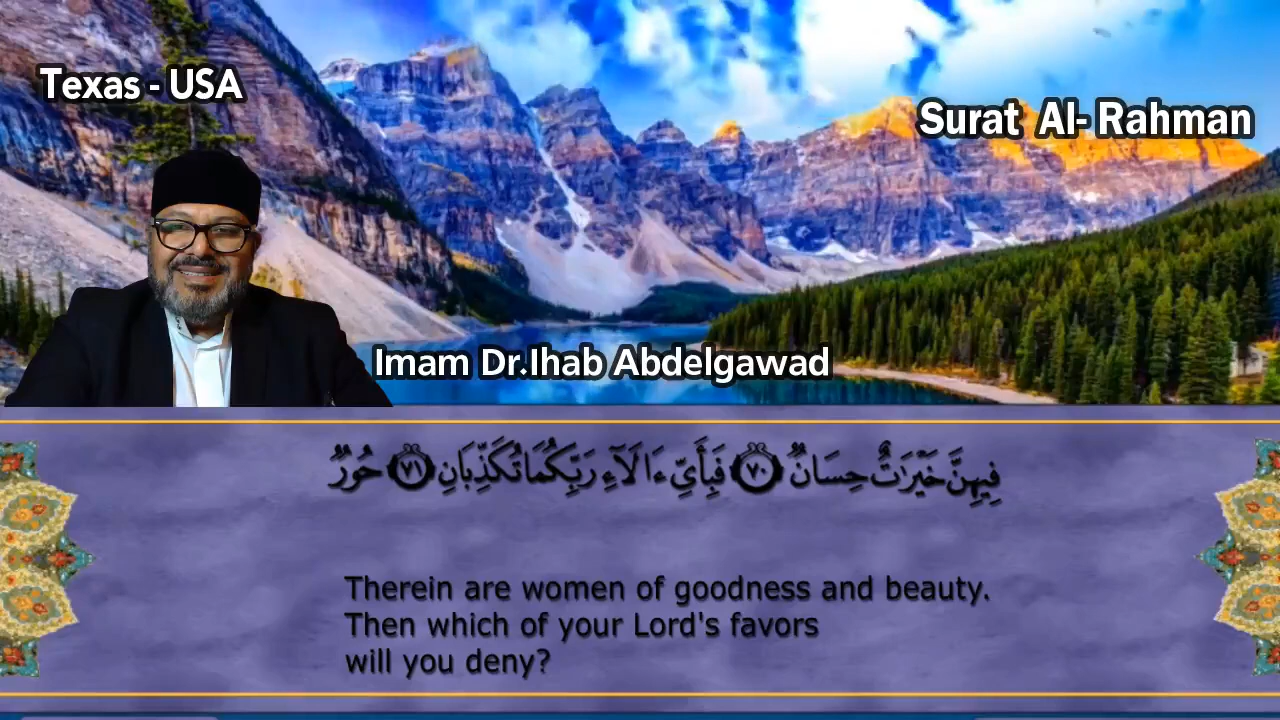 Texas - USA
Surat Al- Rahman
Imam Dr.Ihab Abdelgawad
فِيهِنَّ خَيْرَٰتٌ حِسَانٌ ٧٠ فَبِأَيِّ ءَالَآءِ رَبِّكُمَا تُكَذِّبَانِ ٧١ حُورٌ
Therein are women of goodness and beauty.
Then which of your Lord's favors
will you deny?